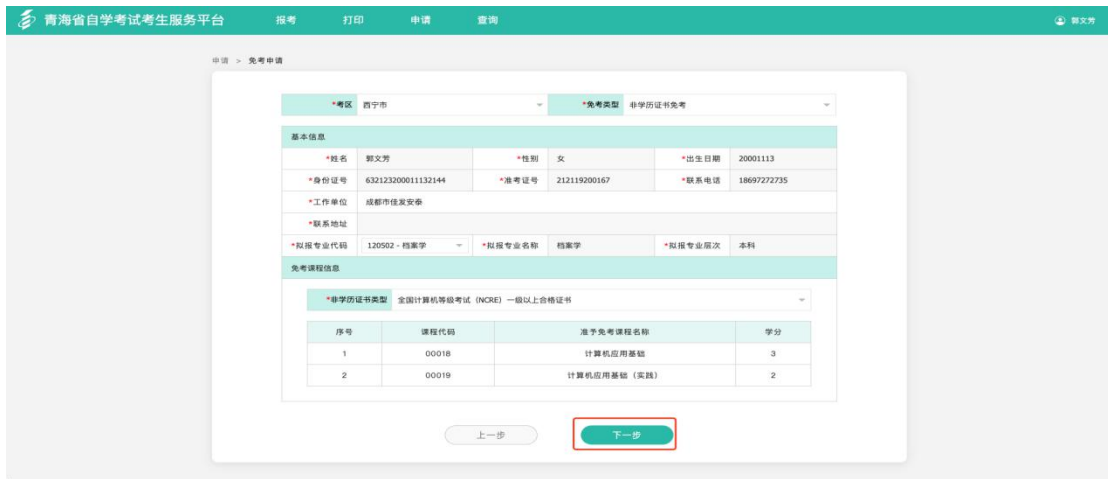 青海省自学考试考生服务平台 报考 打印 申请 查询 郭文芳
申请 > 免考申请
*考区 西宁市 *免考类型 非学历证书免考
基本信息
*姓名 郭文芳 *性别 女 *出生日期 20001113
*身份证号 632123200011132144 *准考证号 212119200167 *联系电话 18697272735
*工作单位 成都市佳发安泰
*联系地址
*拟报专业代码 120502 - 档案学 *拟报专业名称 档案学 *拟报专业层次 本科
免考课程信息
*非学历证书类型 全国计算机等级考试（NCRE）一级以上合格证书
序号 课程代码 准予免考课程名称 学分
1 00018 计算机应用基础 3
2 00019 计算机应用基础（实践） 2
上一步 下一步